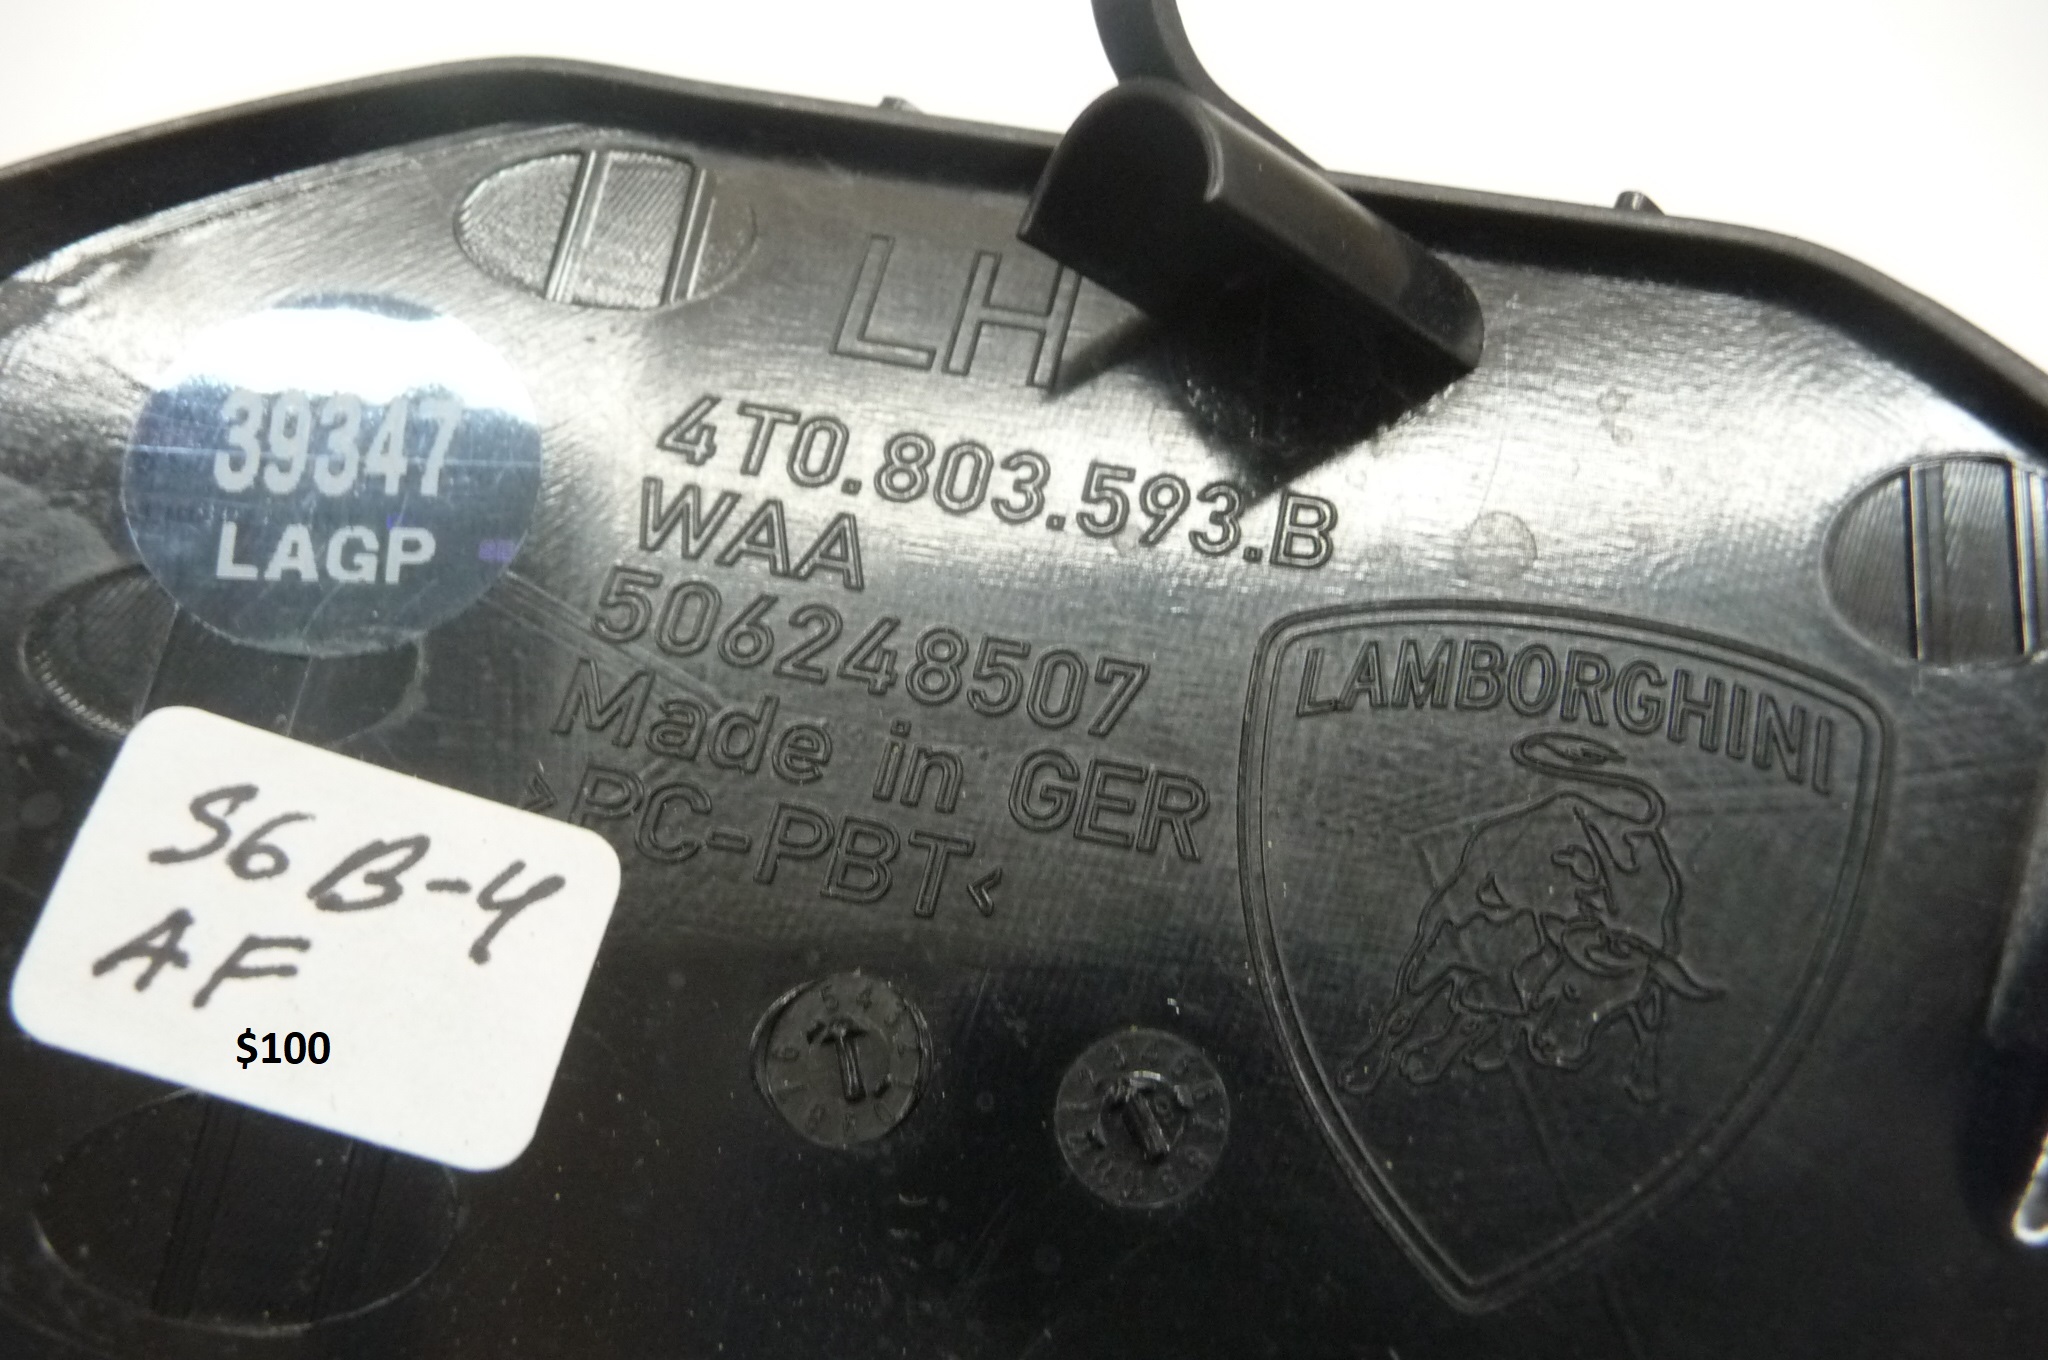 LH
39347
LAGP
4T0.803.593.B
WAA
506248507
Made in GER
>PC-PBT<
LAMBORGHINI
S6B-4
AF
$100